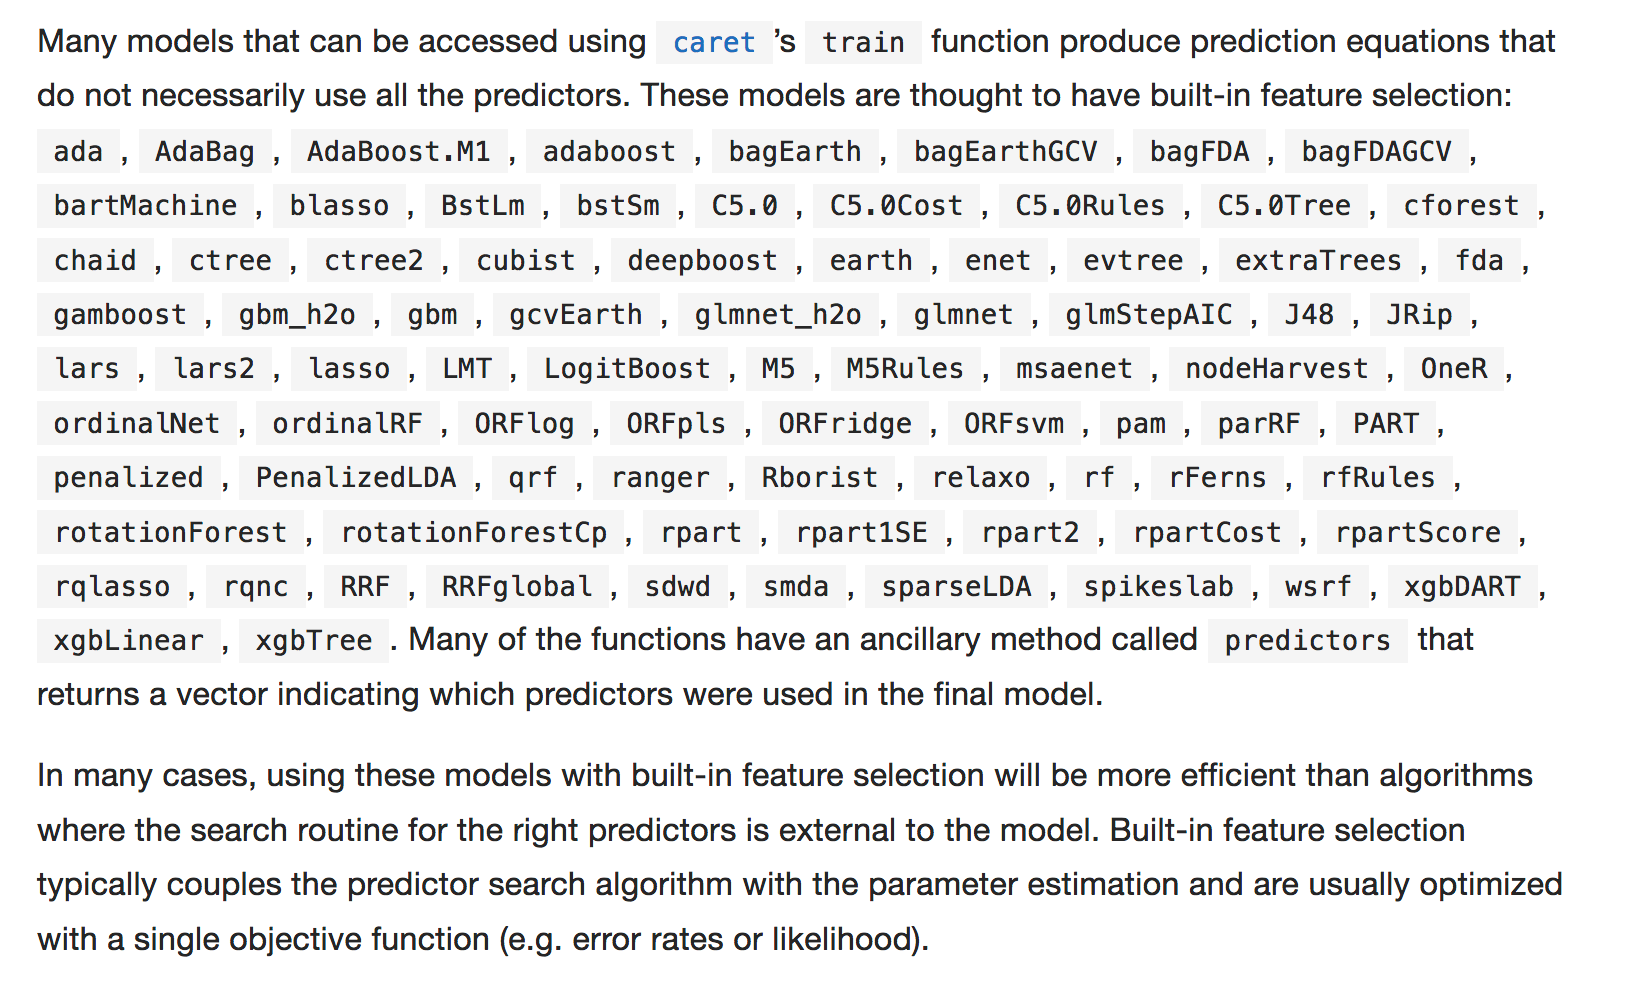 Many models that can be accessed using caret 's train function produce prediction equations that
do not necessarily use all the predictors. These models are thought to have built-in feature selection:
ada , AdaBag , AdaBoost.M1 , adaboost , bagEarth , bagEarthGCV , bagFDA , bagFDAGCV ,
bartMachine , blasso , BstLm , bstSm , C5.0 , C5.0Cost , C5.0Rules , C5.0Tree , cforest ,
chaid , ctree , ctree2 , cubist , deepboost , earth , enet , evtree , extraTrees , fda ,
gamboost , gbm_h2o , gbm , gcvEarth , glmnet_h2o , glmnet , glmStepAIC , J48 , JRip ,
lars , lars2 , lasso , LMT , LogitBoost , M5 , M5Rules , msaenet , nodeHarvest , OneR ,
ordinalNet , ordinalRF , ORFlog , ORFpls , ORFridge , ORFsvm , pam , parRF , PART ,
penalized , PenalizedLDA , qrf , ranger , Rborist , relaxo , rf , rFerns , rfRules ,
rotationForest , rotationForestCp , rpart , rpart1SE , rpart2 , rpartCost , rpartScore ,
rqlasso , rqnc , RRF , RRFglobal , sdwd , smda , sparseLDA , spikeslab , wsrf , xgbDART ,
xgbLinear , xgbTree . Many of the functions have an ancillary method called predictors that
returns a vector indicating which predictors were used in the final model.
In many cases, using these models with built-in feature selection will be more efficient than algorithms
where the search routine for the right predictors is external to the model. Built-in feature selection
typically couples the predictor search algorithm with the parameter estimation and are usually optimized
with a single objective function (e.g. error rates or likelihood).